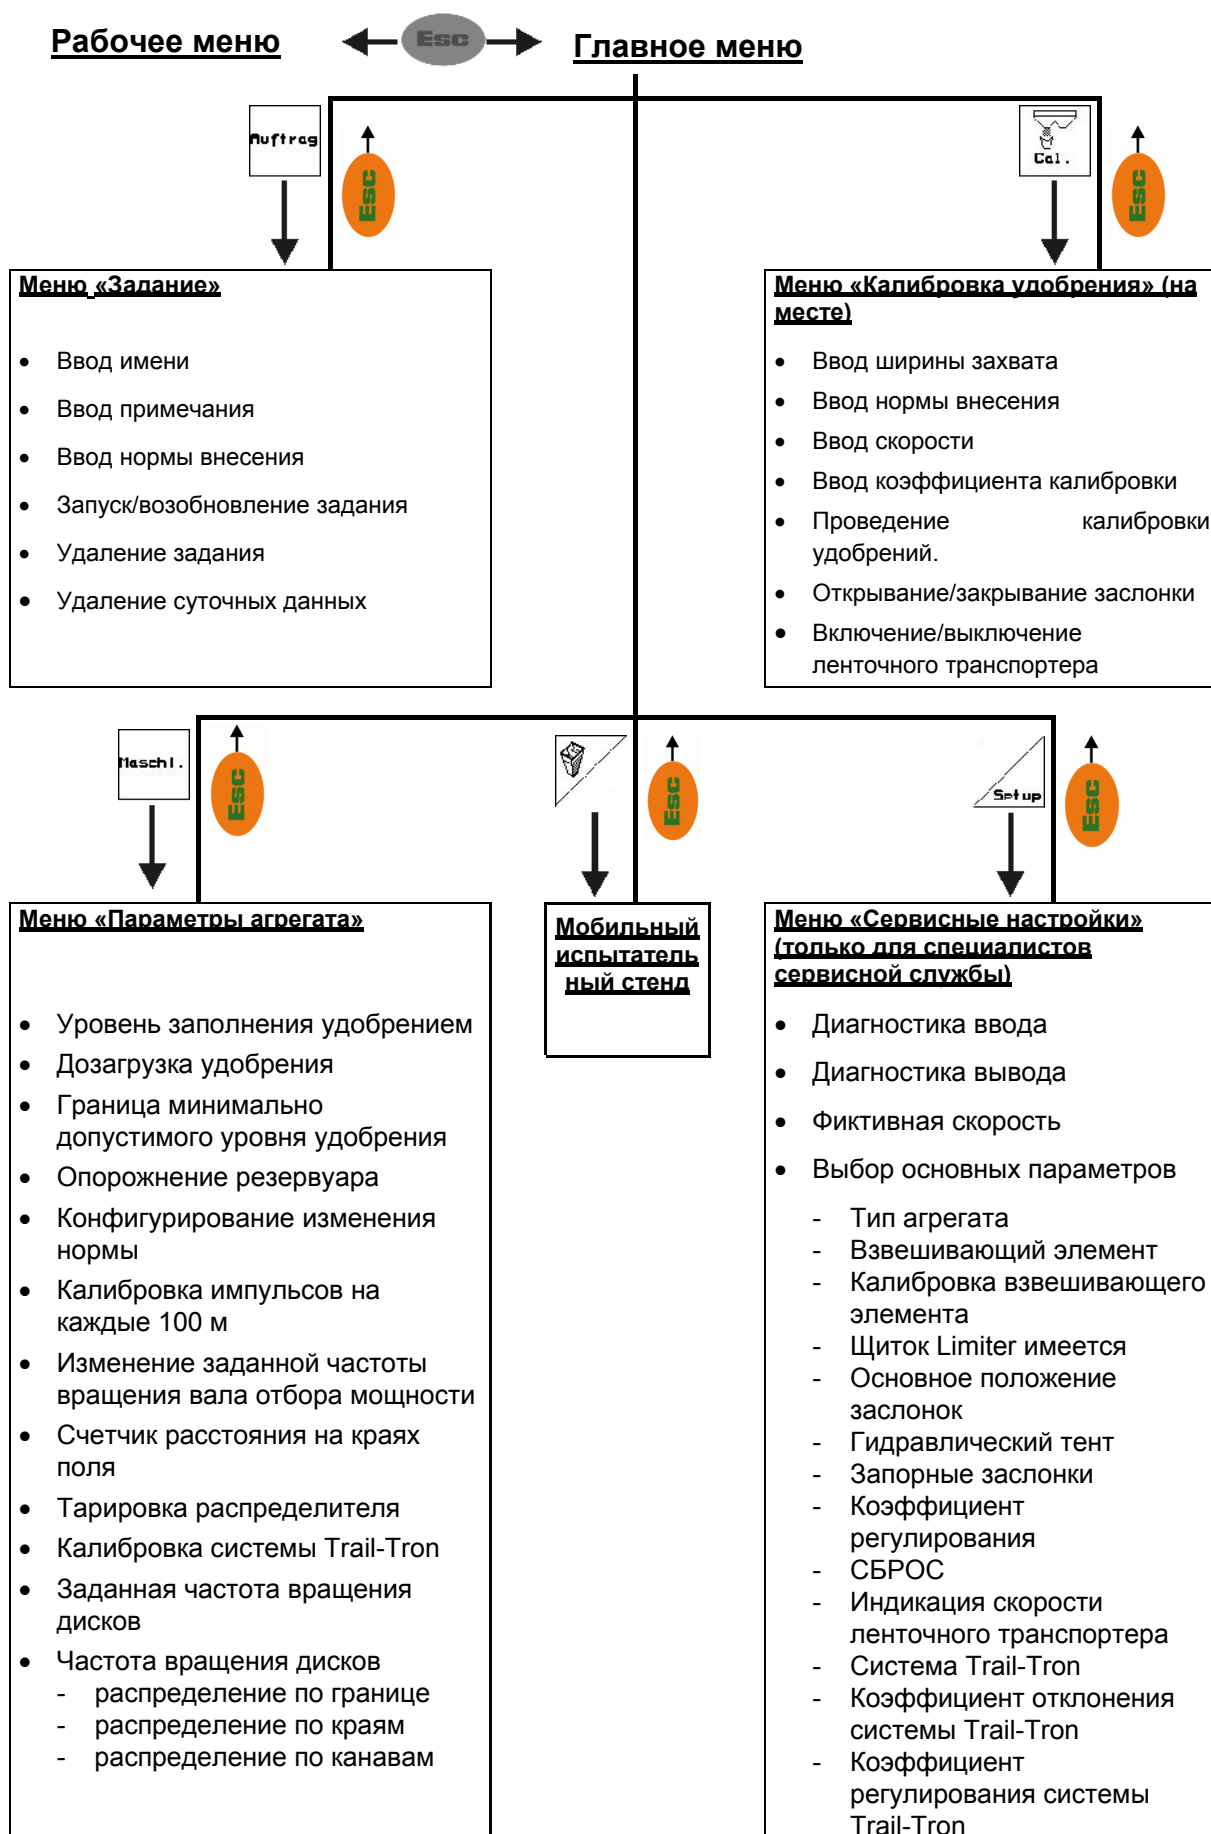 Рабочее меню
Esc
Главное меню
Auftrag
Esc
Cal.
Esc
Меню «Задание»
• Ввод имени
• Ввод примечания
• Ввод нормы внесения
• Запуск/возобновление задания
• Удаление задания
• Удаление суточных данных
Меню «Калибровка удобрения» (на
месте)
• Ввод ширины захвата
• Ввод нормы внесения
• Ввод скорости
• Ввод коэффициента калибровки
• Проведение калибровки
удобрений.
• Открывание/закрывание заслонки
• Включение/выключение
ленточного транспортера
Maschl.
Esc
Esc
Setup
Esc
Меню «Параметры агрегата»
• Уровень заполнения удобрением
• Дозагрузка удобрения
• Граница минимально
допустимого уровня удобрения
• Опорожнение резервуара
• Конфигурирование изменения
нормы
• Калибровка импульсов на
каждые 100 м
• Изменение заданной частоты
вращения вала отбора мощности
• Счетчик расстояния на краях
поля
• Тарировка распределителя
• Калибровка системы Trail-Tron
• Заданная частота вращения
дисков
• Частота вращения дисков
- распределение по границе
- распределение по краям
- распределение по канавам
Мобильный
испытатель
ный стенд
Меню «Сервисные настройки»
(только для специалистов
сервисной службы)
• Диагностика ввода
• Диагностика вывода
• Фиктивная скорость
• Выбор основных параметров
- Тип агрегата
- Взвешивающий элемент
- Калибровка взвешивающего
элемента
- Щиток Limiter имеется
- Основное положение
заслонок
- Гидравлический тент
- Запорные заслонки
- Коэффициент
регулирования
- СБРОС
- Индикация скорости
ленточного транспортера
- Система Trail-Tron
- Коэффициент отклонения
системы Trail-Tron
- Коэффициент
регулирования системы
Trail-Tron